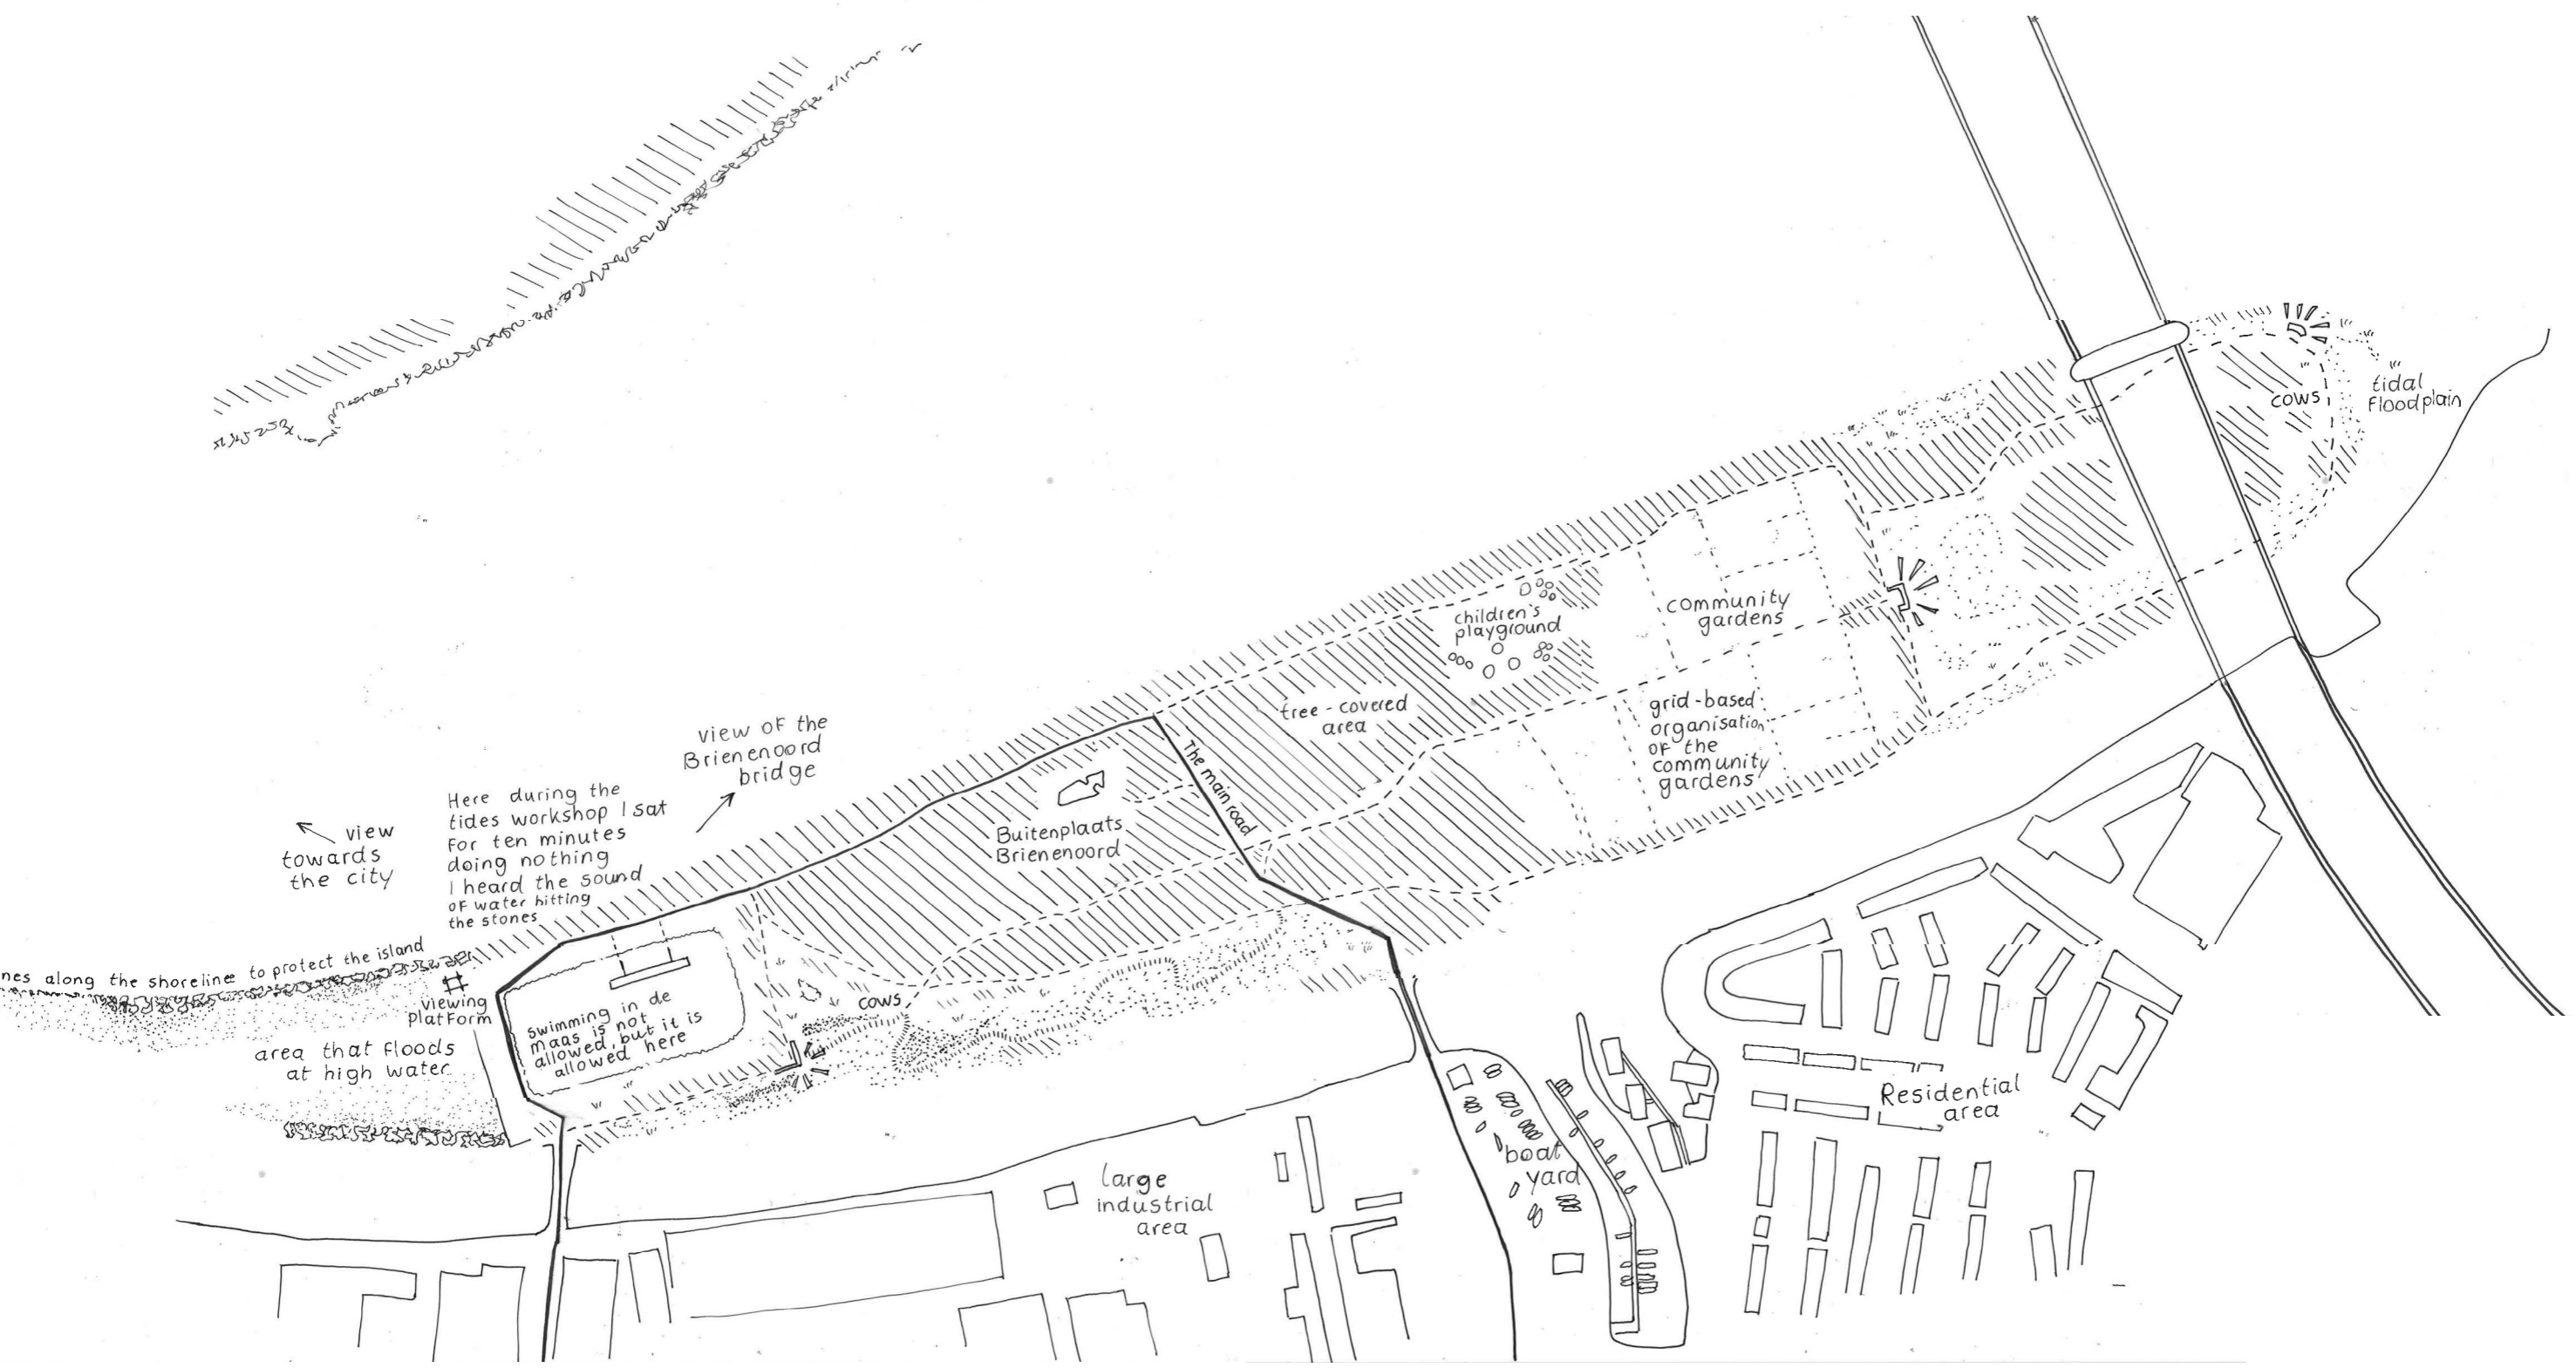 tidal
floodplain
cows
children's
playground
community
gardens
tree-covered
area
grid-based
organisation
of the
community
gardens
The main road
view of the
Brienenoord
bridge
Buitenplaats
Brienenoord
Here during the
tides workshop I sat
for ten minutes
doing nothing
I heard the sound
of water hitting
the stones
view
towards
the city
nes along the shoreline to protect the island
viewing
platform
swimming in de
maas is not
allowed, but it is
allowed here
cows
area that floods
at high water
Residential
area
boat
yard
large
industrial
area